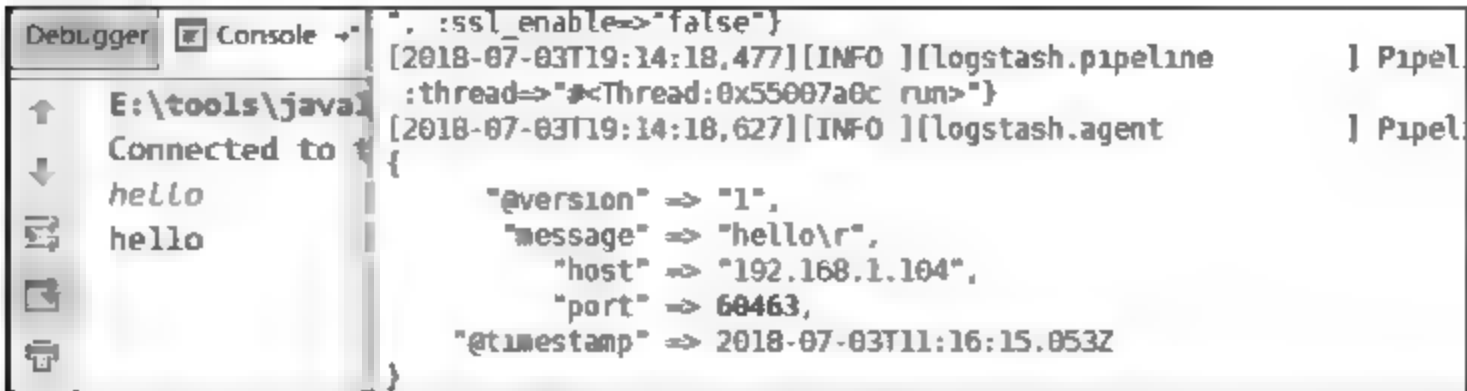 Debugger Console
E:\tools\java
Connected to t
hello
hello
", :ssl_enable=>"false"}
[2018-07-03T19:14:18,477][INFO ][logstash.pipeline ] Pipel
:thread=>"#<Thread:0x55007a0c run>"}
[2018-07-03T19:14:18,627][INFO ][logstash.agent ] Pipeli
{
"@version" => "1",
"message" => "hello\r",
"host" => "192.168.1.104",
"port" => 60463,
"@timestamp" => 2018-07-03T11:16:15.053Z
}